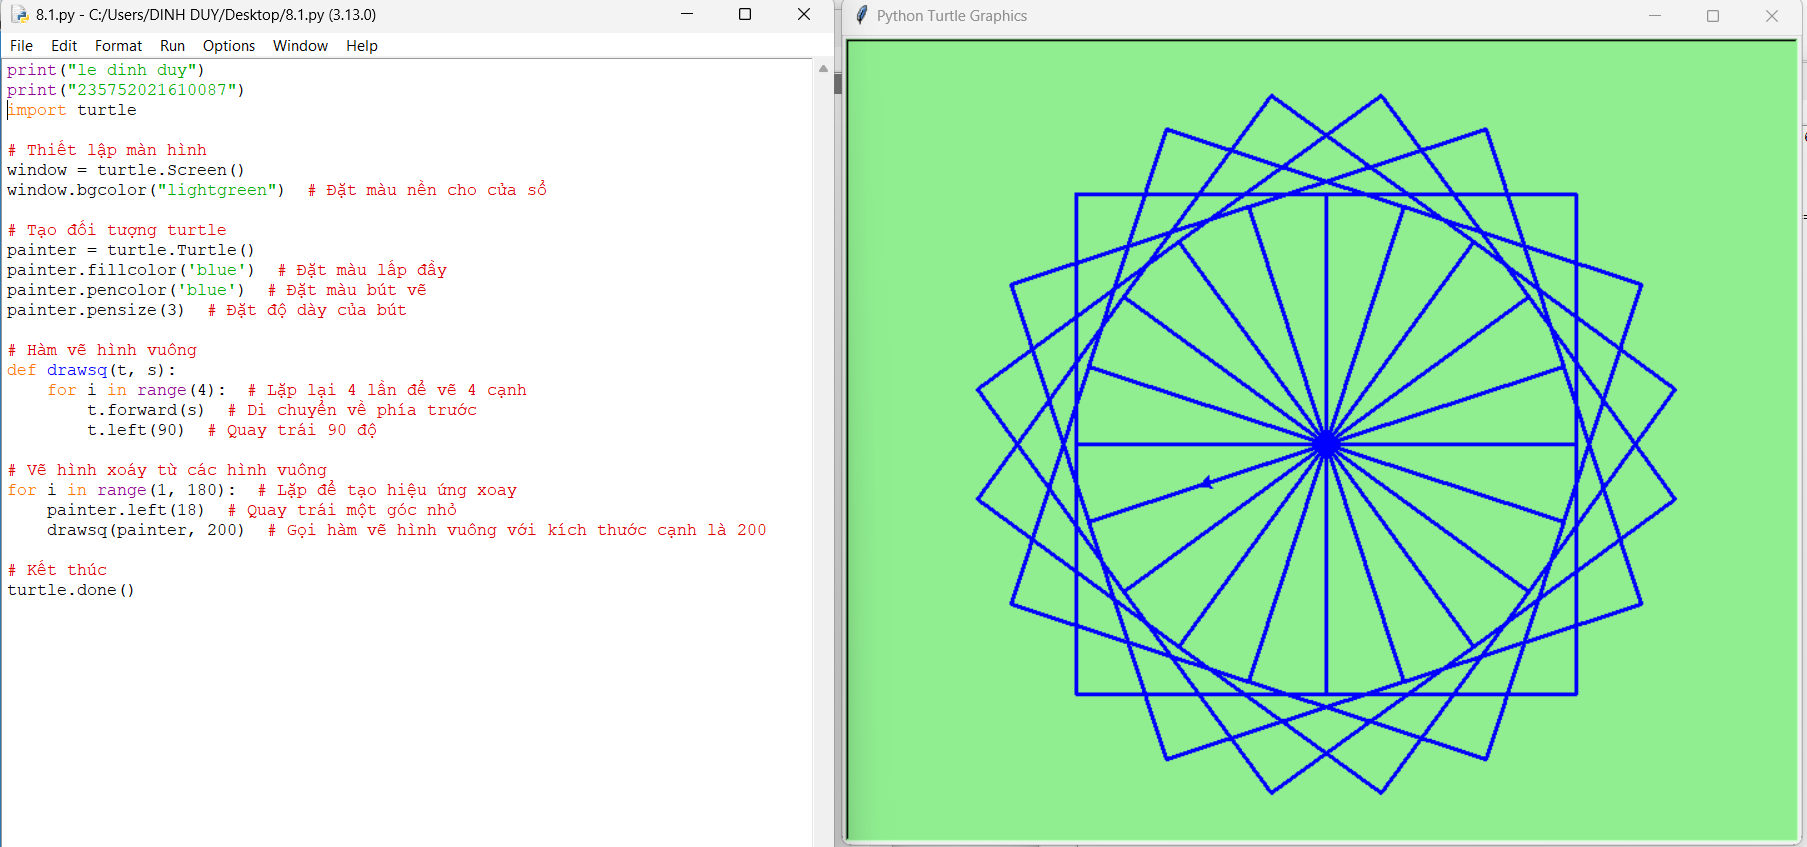 8.1.py - C:/Users/DINH DUY/Desktop/8.1.py (3.13.0)
File Edit Format Run Options Window Help
print("le dinh duy")
print("235752021610087")
import turtle
# Thiết lập màn hình
window = turtle.Screen()
window.bgcolor("lightgreen")  # Đặt màu nền cho cửa sổ
# Tạo đối tượng turtle
painter = turtle.Turtle()
painter.fillcolor('blue')  # Đặt màu lấp đầy
painter.pencolor('blue')  # Đặt màu bút vẽ
painter.pensize(3)  # Đặt độ dày của bút
# Hàm vẽ hình vuông
def drawsq(t, s):
    for i in range(4):  # Lặp lại 4 lần để vẽ 4 cạnh
        t.forward(s)  # Di chuyển về phía trước
        t.left(90)  # Quay trái 90 độ
# Vẽ hình xoáy từ các hình vuông
for i in range(1, 180):  # Lặp để tạo hiệu ứng xoay
    painter.left(18)  # Quay trái một góc nhỏ
    drawsq(painter, 200)  # Gọi hàm vẽ hình vuông với kích thước cạnh là 200
# Kết thúc
turtle.done()
Python Turtle Graphics